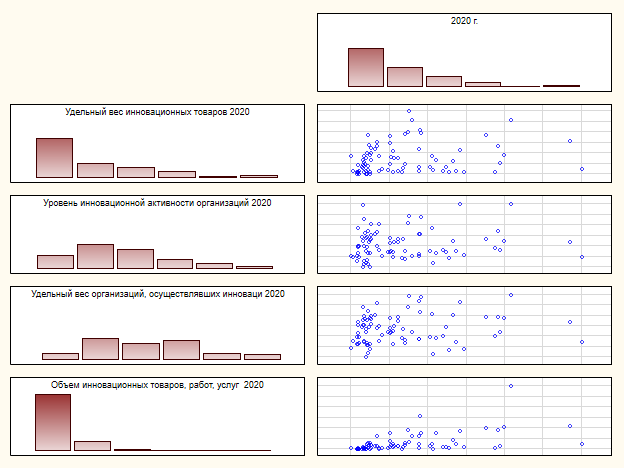 2020 г.
Удельный вес инновационных товаров 2020
Уровень инновационной активности организаций 2020
Удельный вес организаций, осуществлявших инноваци 2020
Объем инновационных товаров, работ, услуг 2020